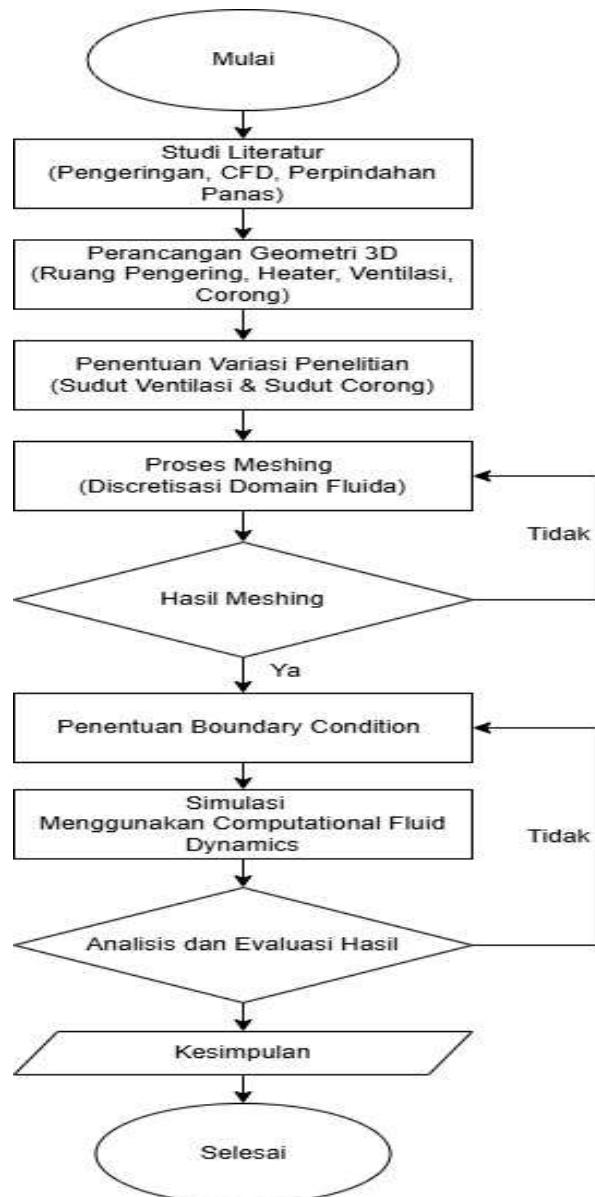 Mulai
Studi Literatur
(Pengeringan, CFD, Perpindahan
Panas)
Perancangan Geometri 3D
(Ruang Pengering, Heater, Ventilasi,
Corong)
Penentuan Variasi Penelitian
(Sudut Ventilasi & Sudut Corong)
Proses Meshing
(Discretisasi Domain Fluida)
Tidak
Hasil Meshing
Ya
Penentuan Boundary Condition
Simulasi
Menggunakan Computational Fluid
Dynamics
Tidak
Analisis dan Evaluasi Hasil
Kesimpulan
Selesai